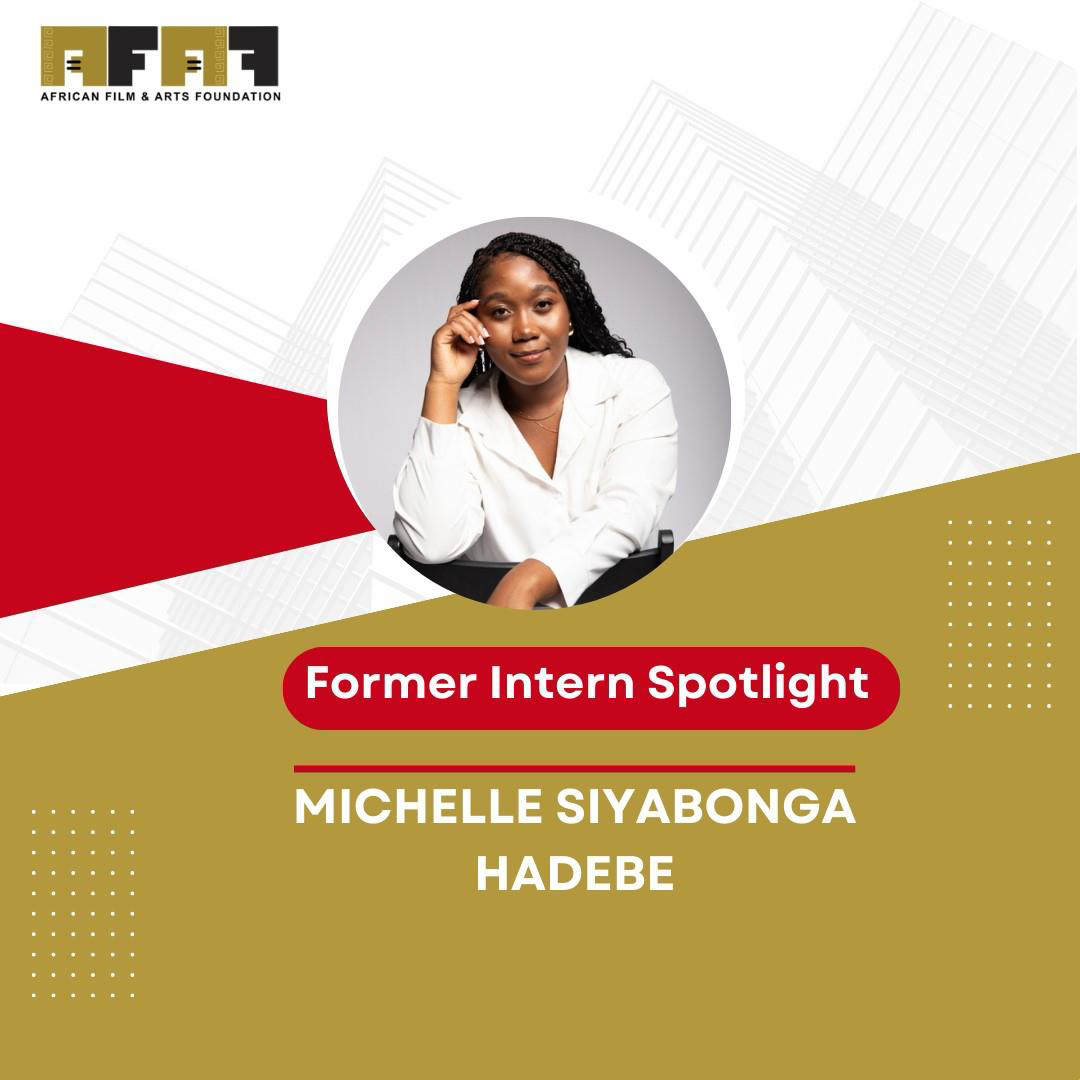 AFAF
AFRICAN FILM & ARTS FOUNDATION
Former Intern Spotlight
MICHELLE SIYABONGA
HADEBE